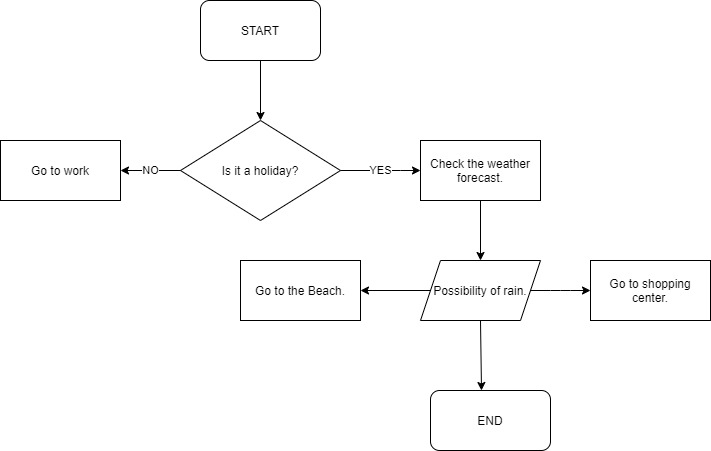 START
Go to work
NO
Is it a holiday?
YES
Check the weather
forecast.
Go to the Beach.
Possibility of rain.
Go to shopping
center.
END